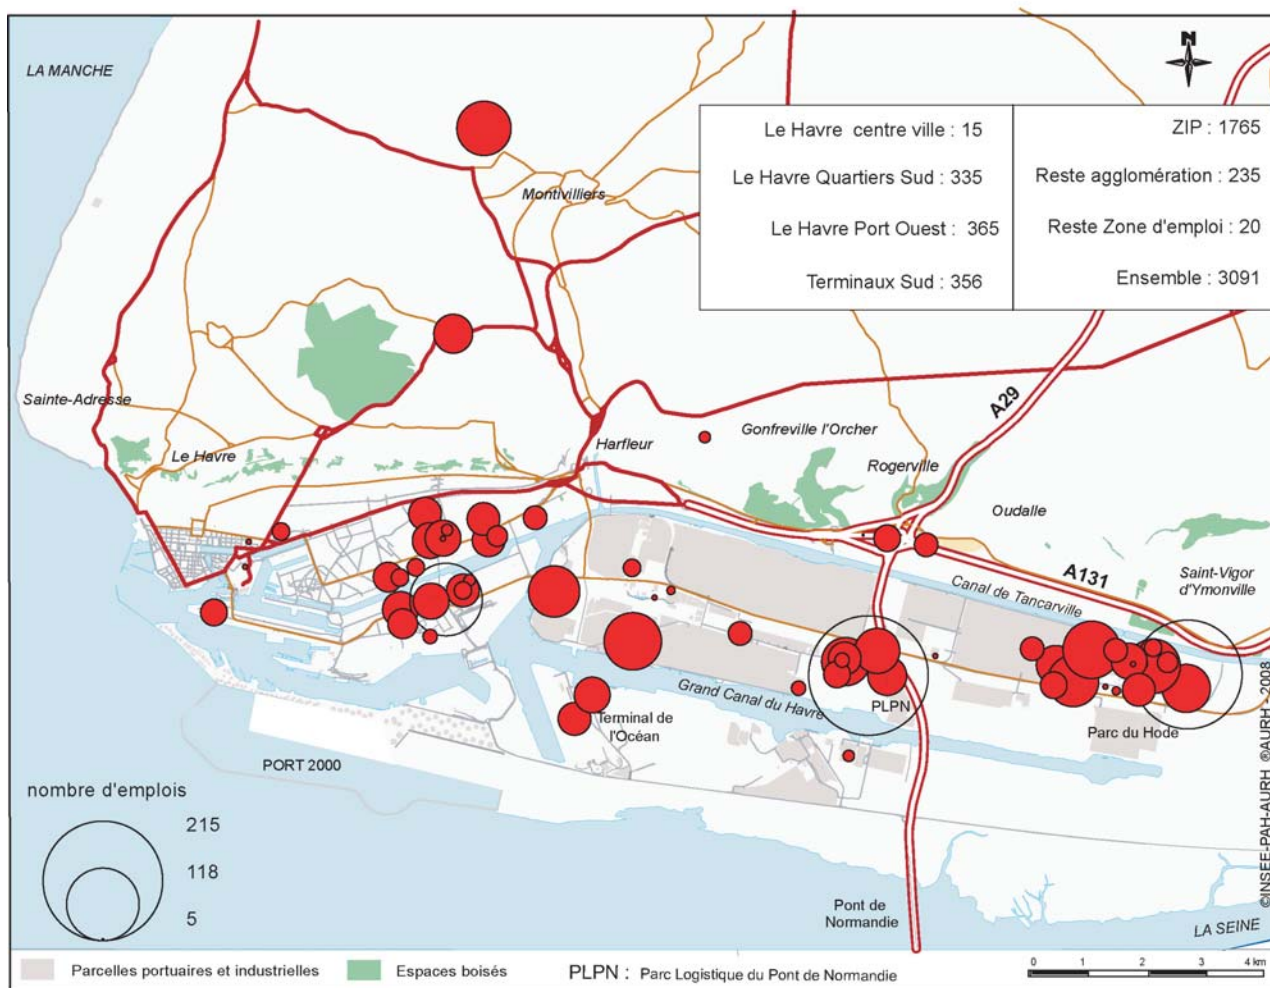 LA MANCHE
N
Le Havre centre ville : 15
Le Havre Quartiers Sud : 335
Le Havre Port Ouest : 365
Terminaux Sud : 356
ZIP : 1765
Reste agglomération : 235
Reste Zone d'emploi : 20
Ensemble : 3091
Montivilliers
Sainte-Adresse
Le Havre
Harfleur
Gonfreville l'Orcher
A29
Rogerville
Oudalle
Canal de Tancarville
A131
Saint-Vigor
d'Ymonville
Grand Canal du Havre
PLPN
Parc du Hode
Terminal de
l'Océan
PORT 2000
nombre d'emplois
215
118
5
Pont de
Normandie
LA SEINE
©INSEE-PAH-AURH ©AURH -2008
Parcelles portuaires et industrielles
Espaces boisés
PLPN : Parc Logistique du Pont de Normandie
0 1 2 3 4 km